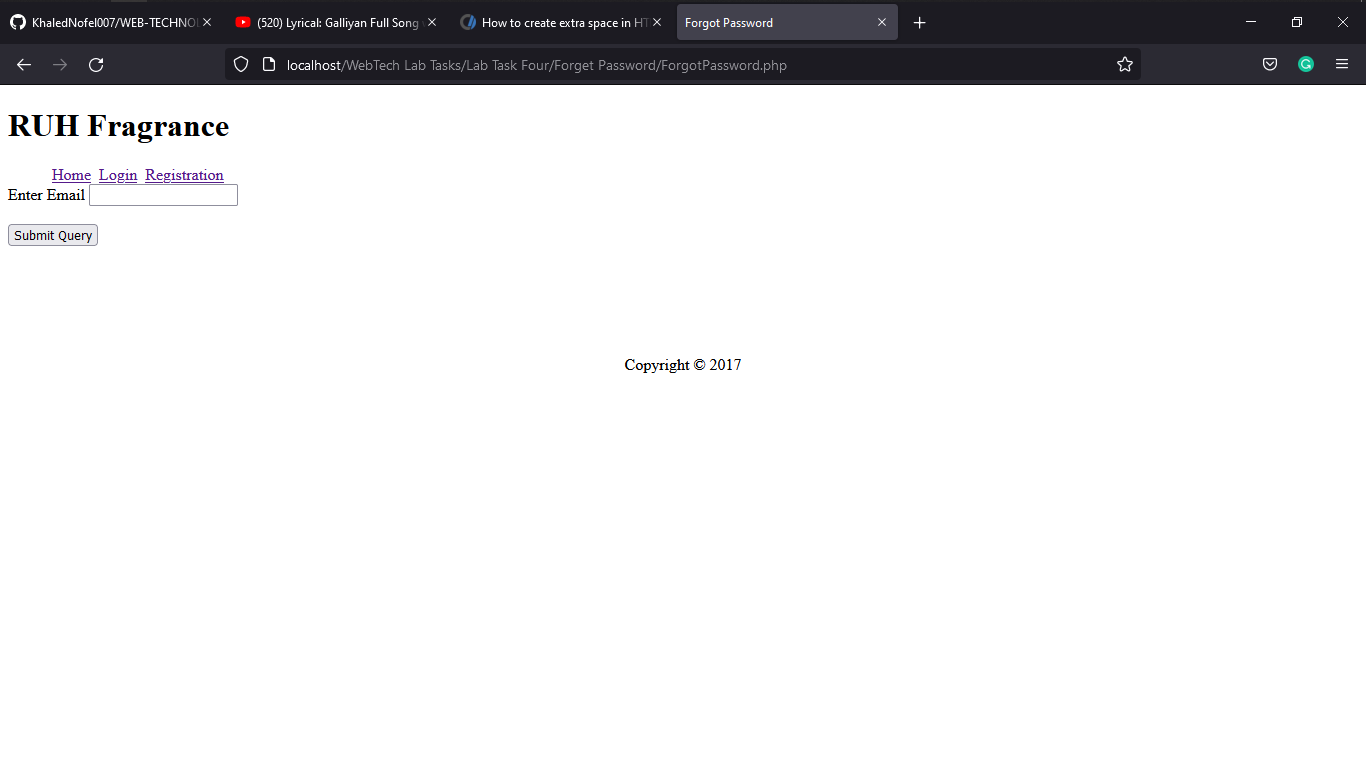 KhaledNofel007/WEB-TECHNOL
(520) Lyrical: Galliyan Full Song
How to create extra space in HT
Forgot Password
localhost/WebTech Lab Tasks/Lab Task Four/Forget Password/ForgotPassword.php
RUH Fragrance
Home Login Registration
Enter Email
Submit Query
Copyright © 2017